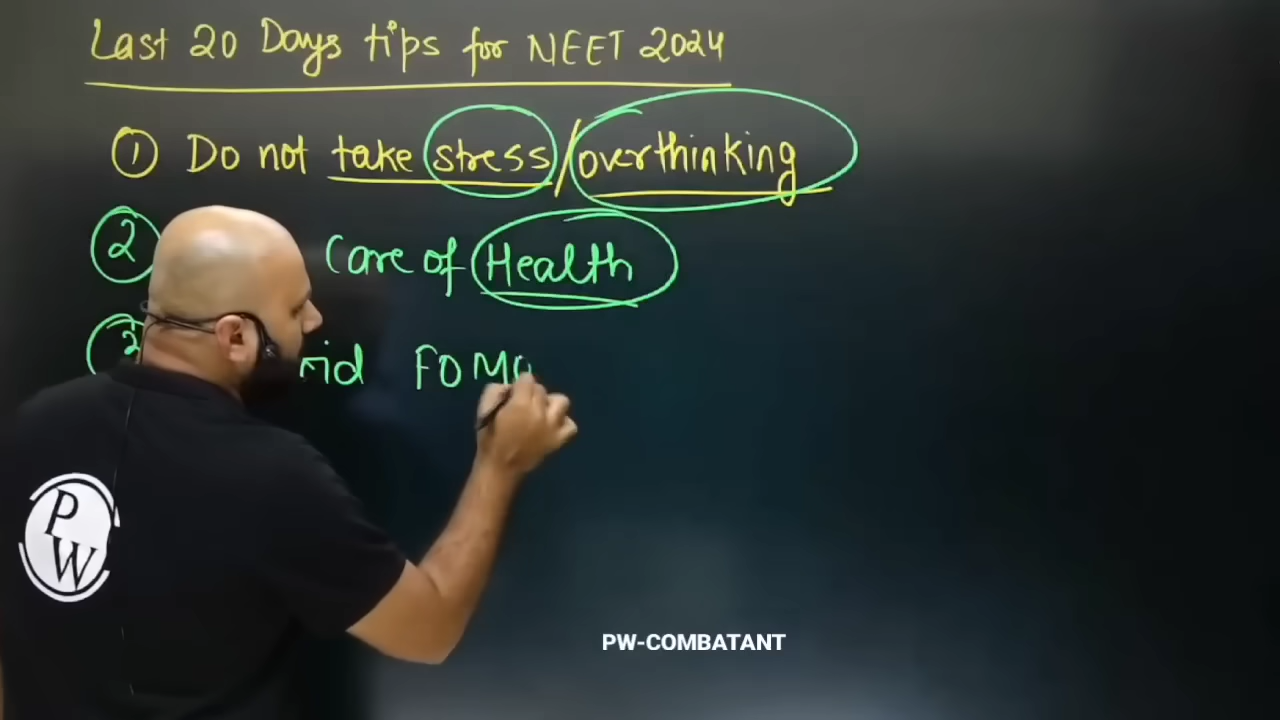 Last 20 Days tips for NEET 2024
① Do not take stress/overthinking
② Care of Health
③ FOMO
PW
PW-COMBATANT